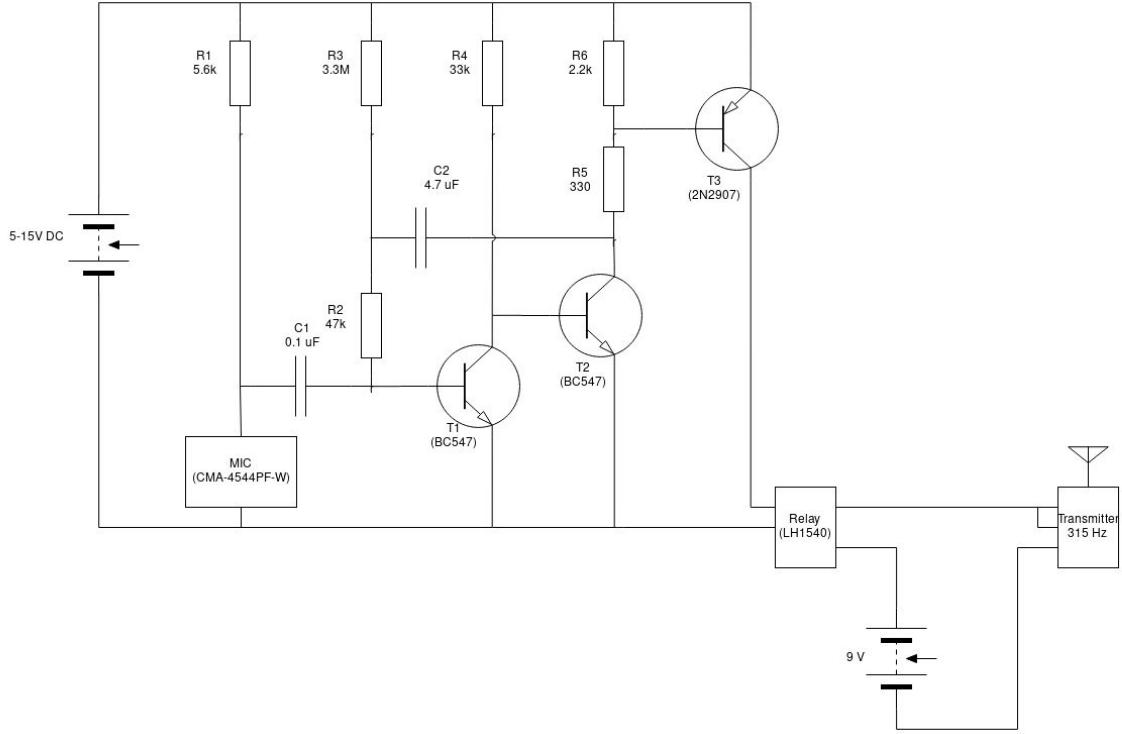 R1
5.6k
R3
3.3M
R4
33k
R6
2.2k
C2
4.7 uF
R5
330
T3
(2N2907)
5-15V DC
R2
47k
C1
0.1 uF
T2
(BC547)
T1
(BC547)
MIC
(CMA-4544PF-W)
Relay
(LH1540)
Transmitter
315 Hz
9 V